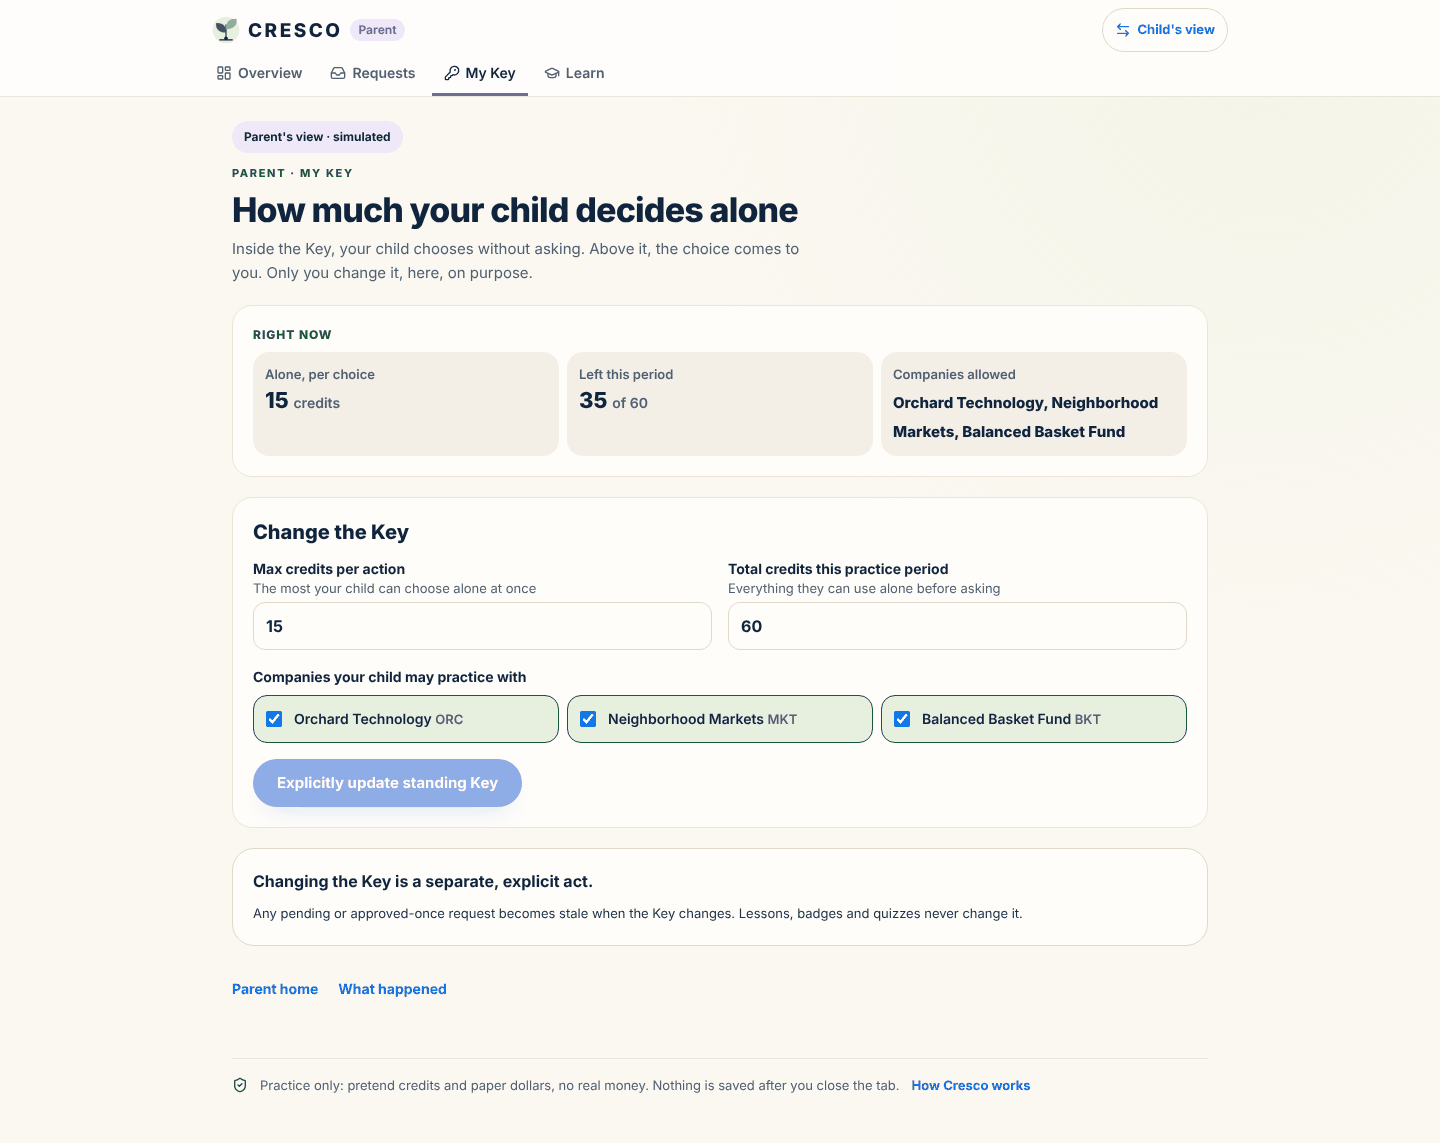 CRESCO Parent
Child's view
Overview Requests My Key Learn
Parent's view · simulated
PARENT · MY KEY
How much your child decides alone
Inside the Key, your child chooses without asking. Above it, the choice comes to
you. Only you change it, here, on purpose.
RIGHT NOW
Alone, per choice
15 credits
Left this period
35 of 60
Companies allowed
Orchard Technology, Neighborhood
Markets, Balanced Basket Fund
Change the Key
Max credits per action
The most your child can choose alone at once
15
Total credits this practice period
Everything they can use alone before asking
60
Companies your child may practice with
Orchard Technology ORC
Neighborhood Markets MKT
Balanced Basket Fund BKT
Explicitly update standing Key
Changing the Key is a separate, explicit act.
Any pending or approved-once request becomes stale when the Key changes. Lessons, badges and quizzes never change it.
Parent home What happened
Practice only: pretend credits and paper dollars, no real money. Nothing is saved after you close the tab. How Cresco works